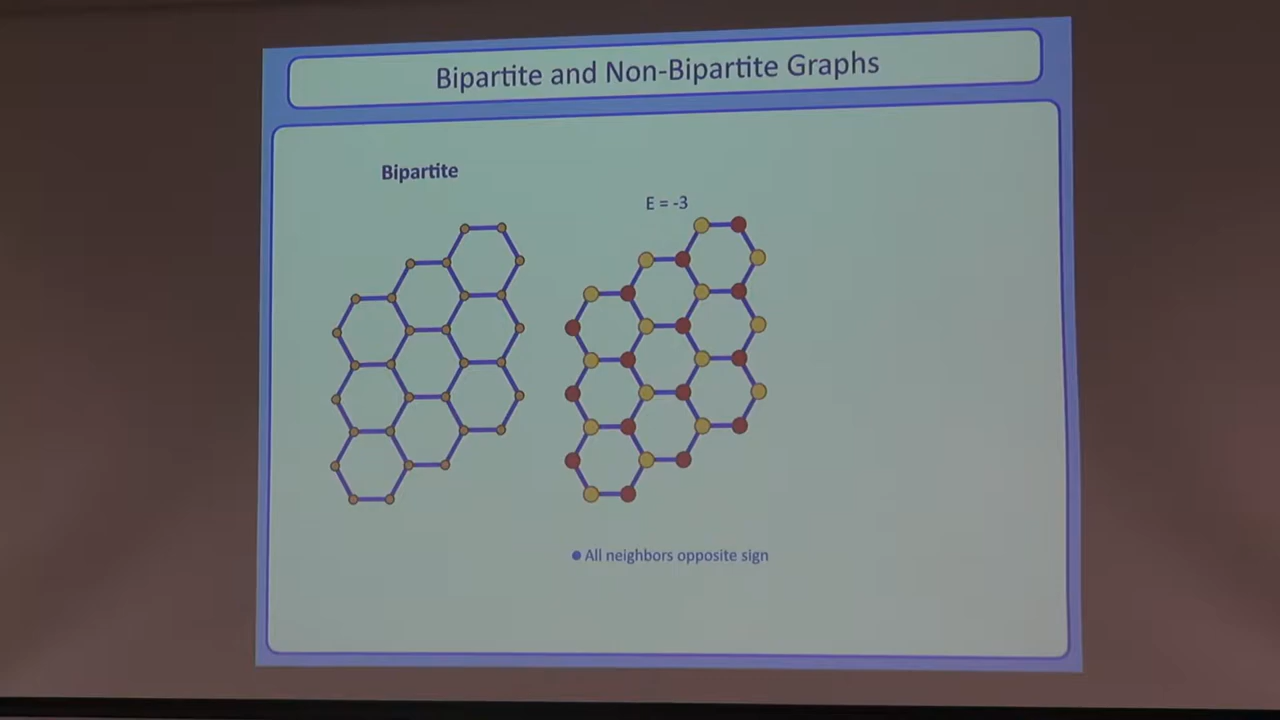 Bipartite and Non-Bipartite Graphs
Bipartite
E = -3
All neighbors opposite sign